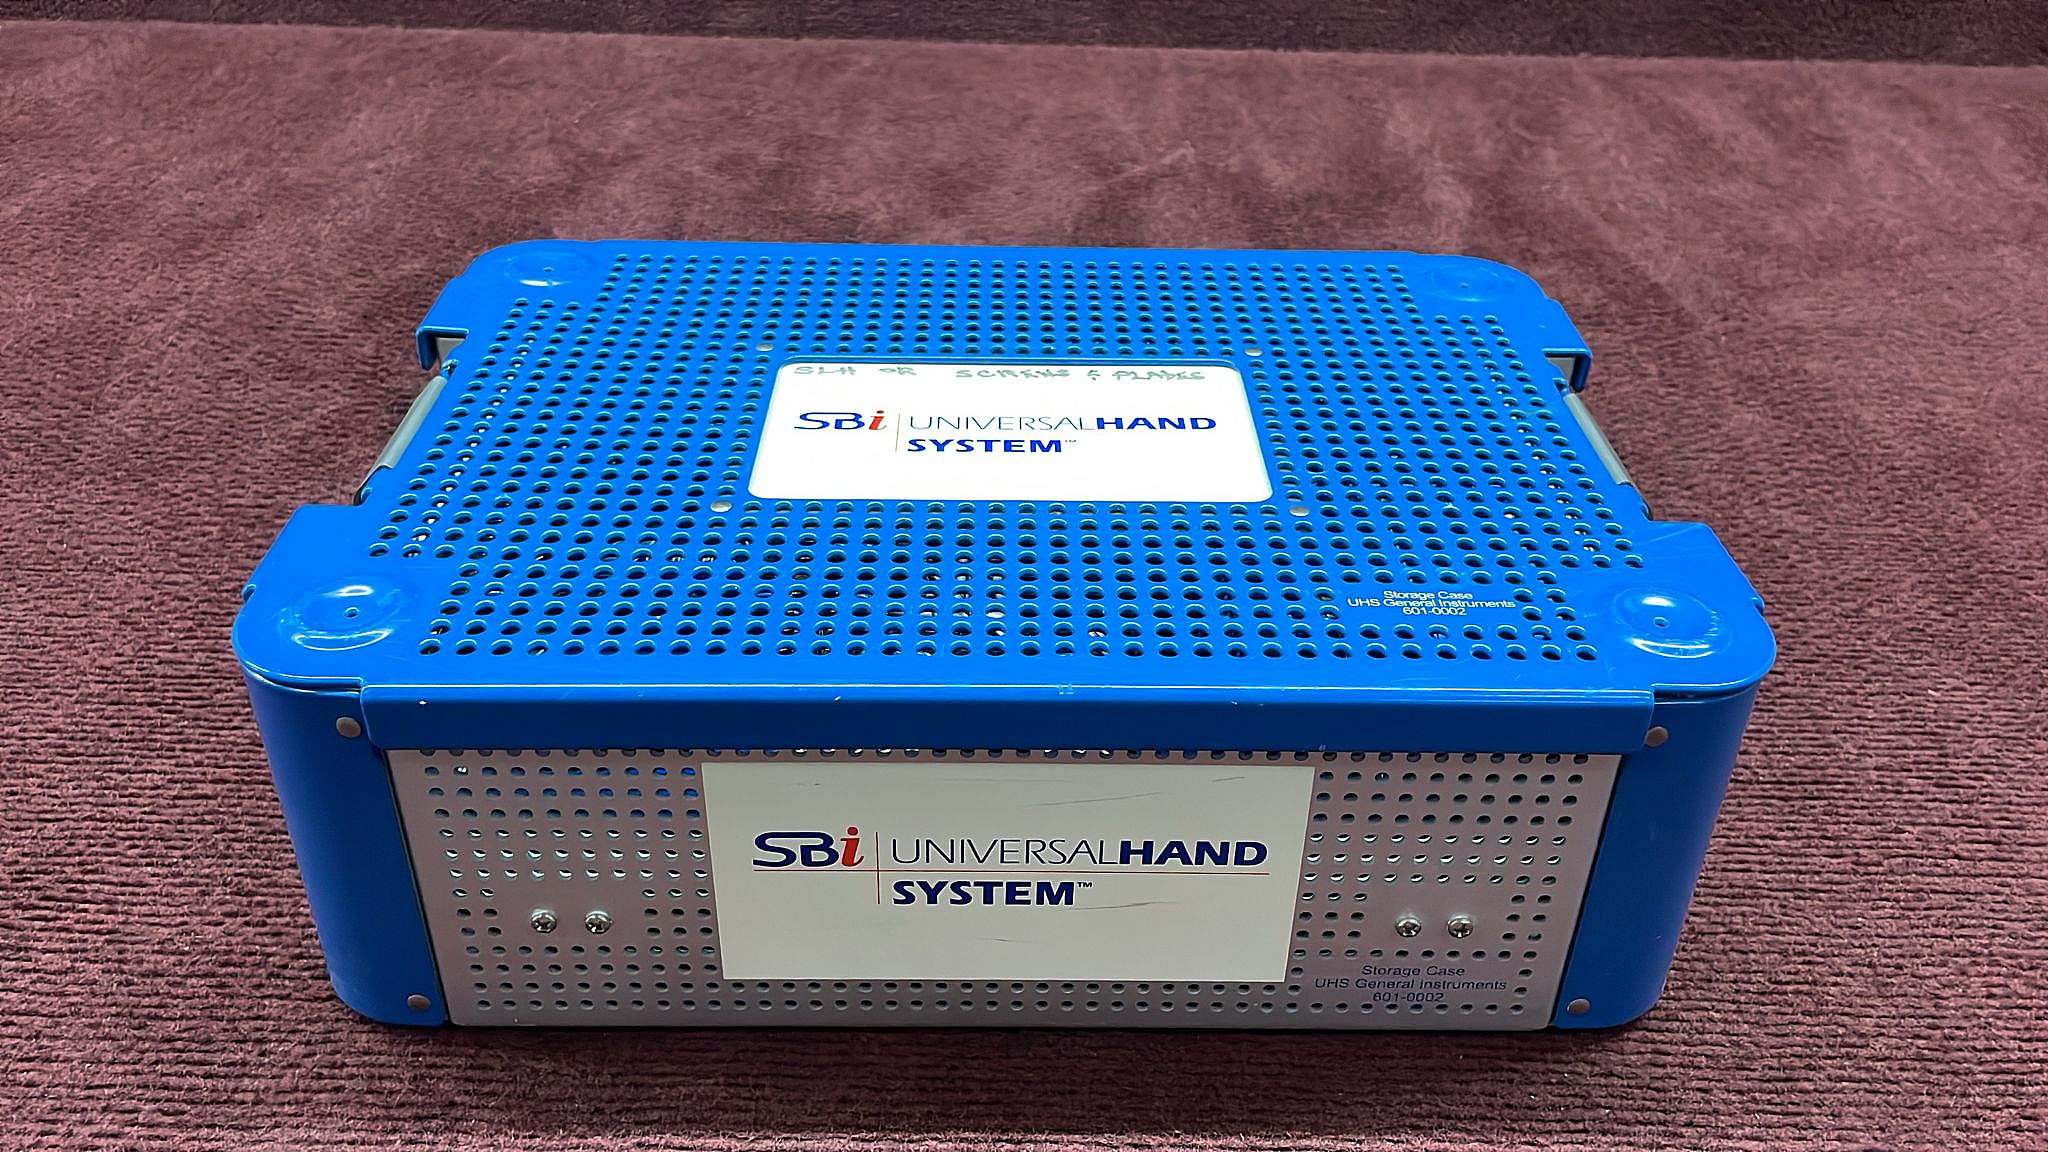 SLH OR SCREWS & PLATES
SBi UNIVERSALHAND
SYSTEM™
Storage Case
UHS General Instruments
601-0002
SBi UNIVERSALHAND
SYSTEM™
Storage Case
UHS General Instruments
601-0002